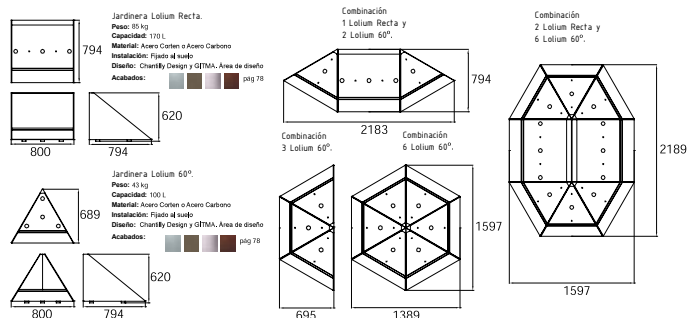 Jardinera Lolium Recta.
Peso: 85 kg
Capacidad: 170 L
Material: Acero Corten o Acero Carbono
Instalación: Fijado al suelo
Diseño: Chantilly Design y GITMA. Área de diseño
Acabados: pág 78
794
620
800
794
Jardinera Lolium 60º.
Peso: 43 kg
Capacidad: 100 L
Material: Acero Corten o Acero Carbono
Instalación: Fijado al suelo
Diseño: Chantilly Design y GITMA. Área de diseño
Acabados: pág 78
689
620
800
794
Combinación
1 Lolium Recta y
2 Lolium 60º.
794
2183
Combinación
3 Lolium 60º.
695
Combinación
6 Lolium 60º.
1597
1389
Combinación
2 Lolium Recta y
6 Lolium 60º.
2189
1597